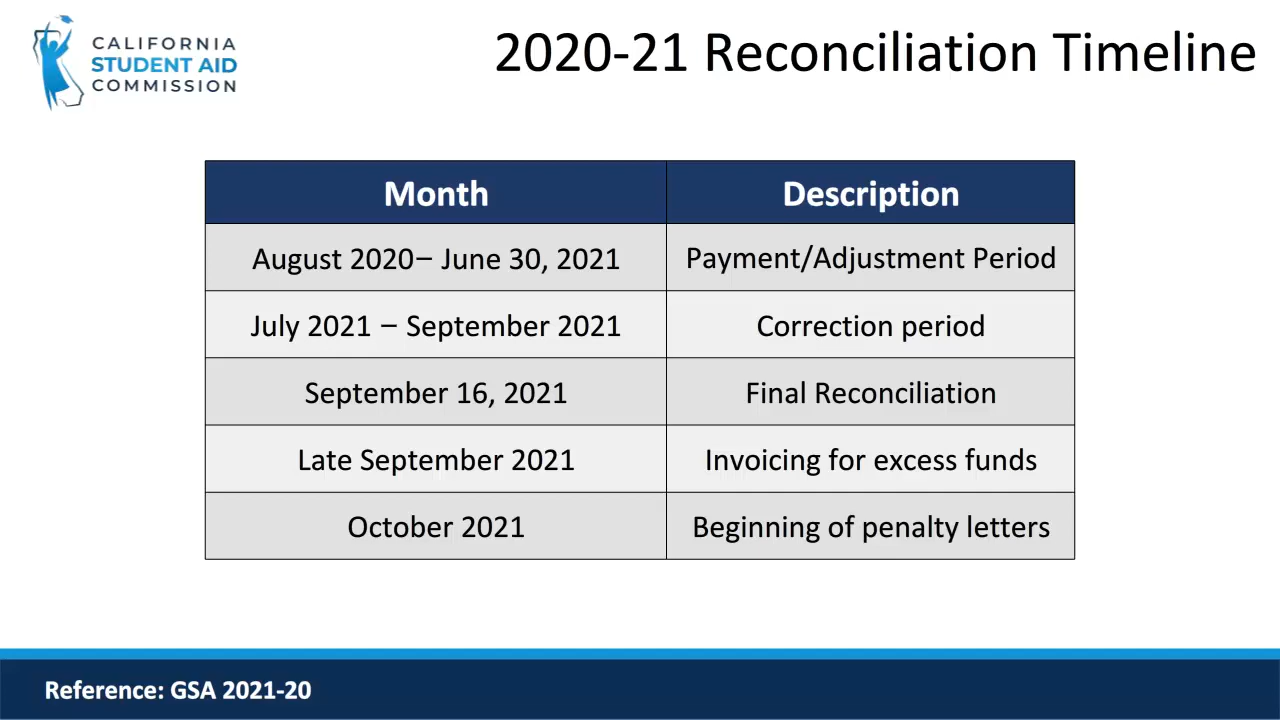 CALIFORNIA
STUDENT AID
COMMISSION
2020-21 Reconciliation Timeline
Month Description
August 2020– June 30, 2021 Payment/Adjustment Period
July 2021 – September 2021 Correction period
September 16, 2021 Final Reconciliation
Late September 2021 Invoicing for excess funds
October 2021 Beginning of penalty letters
Reference: GSA 2021-20